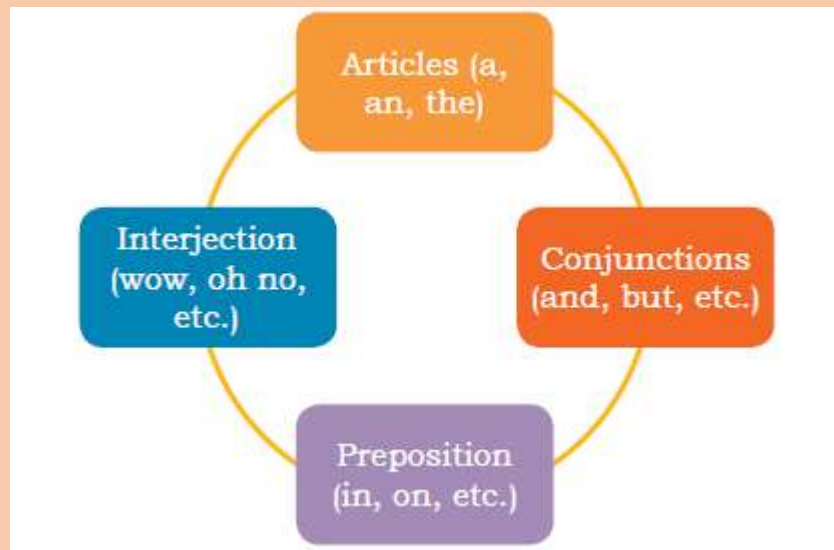 Articles (a,
an, the)
Interjection
(wow, oh no,
etc.)
Conjunctions
(and, but, etc.)
Preposition
(in, on, etc.)